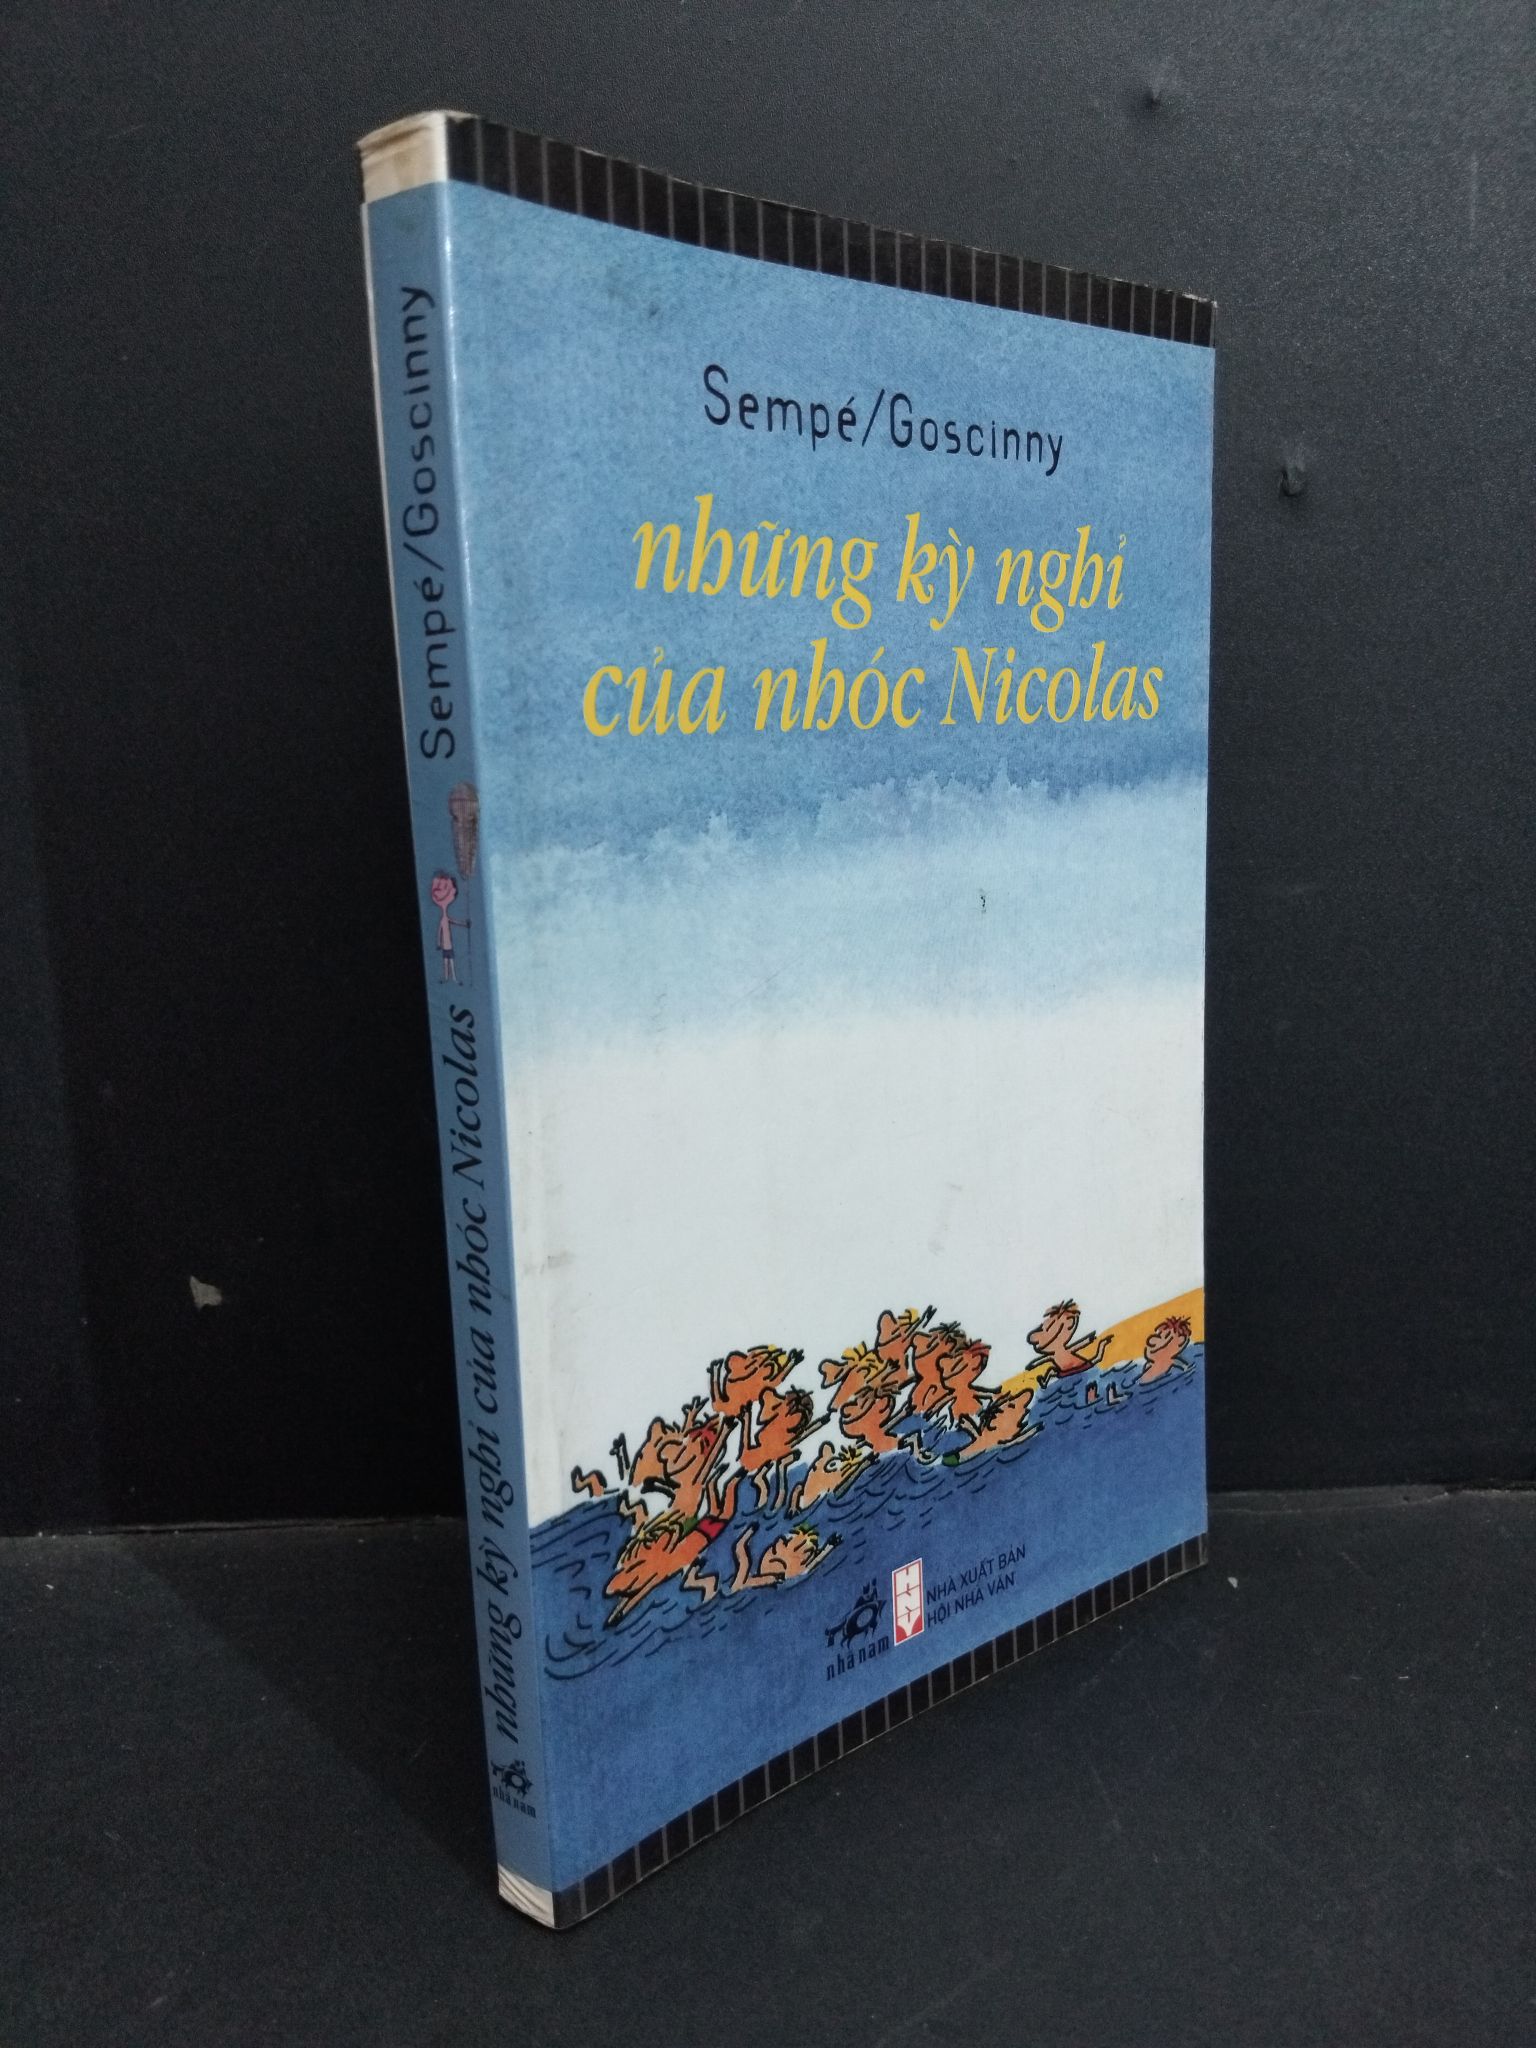 Sempé/Goscinny
những kỳ nghỉ
của nhóc Nicolas
nhã nam
NHÀ XUẤT BẢN
HỘI NHÀ VĂN
Sempé/Goscinny
những kỳ nghỉ của nhóc Nicolas
nhã nam